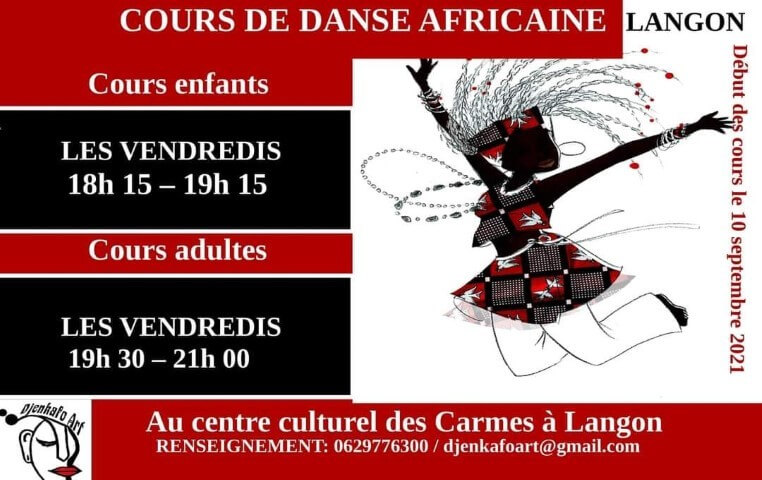 COURS DE DANSE AFRICAINE LANGON
Cours enfants
LES VENDREDIS
18h 15 – 19h 15
Cours adultes
LES VENDREDIS
19h 30 – 21h 00
Début des cours le 10 septembre 2021
Djenkafo Art
Au centre culturel des Carmes à Langon
RENSEIGNEMENT: 0629776300 / djenkafoart@gmail.com